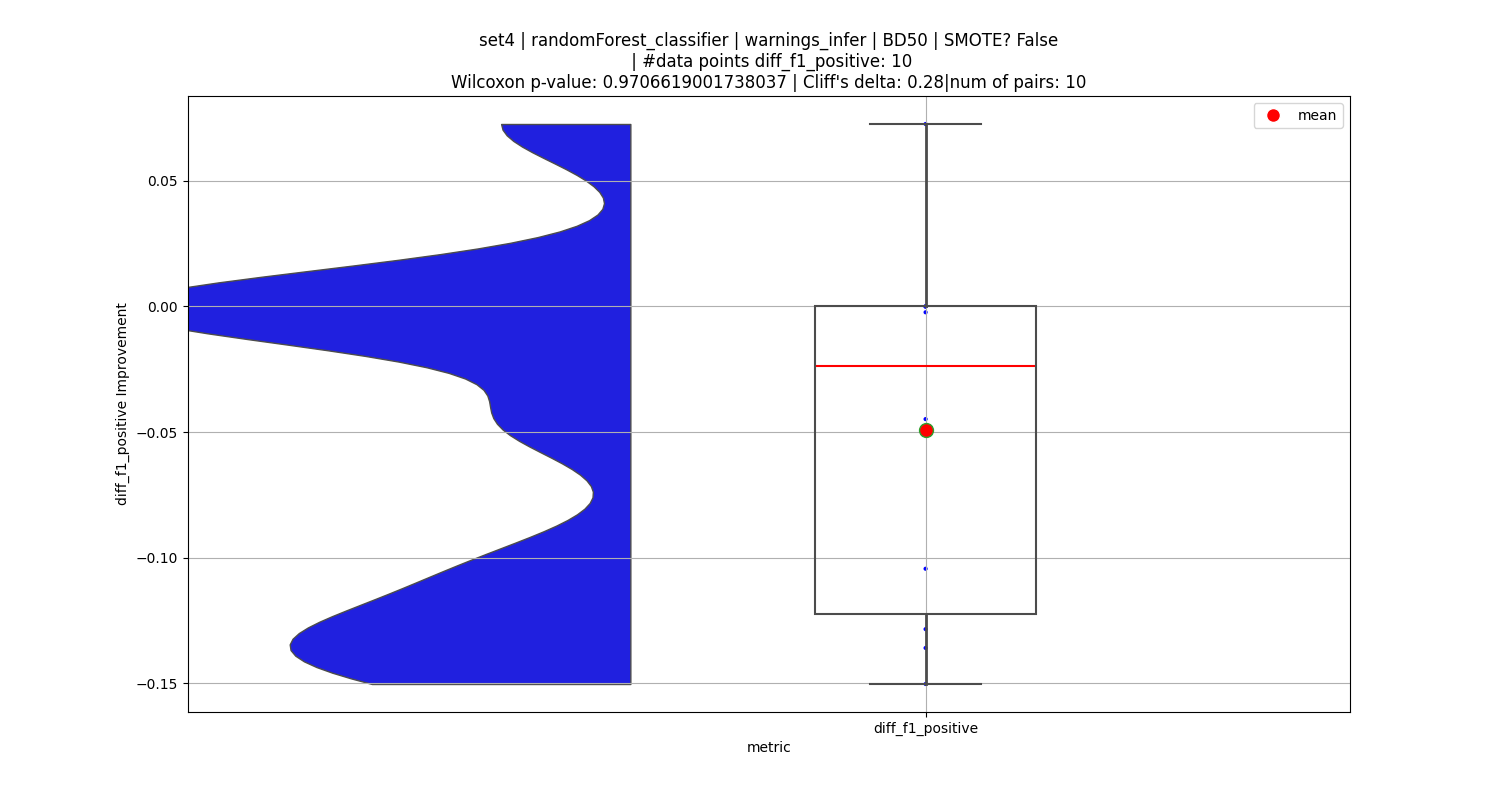 set4 | randomForest_classifier | warnings_infer | BD50 | SMOTE? False
| #data points diff_f1_positive: 10
Wilcoxon p-value: 0.9706619001738037 | Cliff's delta: 0.28|num of pairs: 10
mean
0.05
0.00
−0.05
−0.10
−0.15
diff_f1_positive Improvement
diff_f1_positive
metric